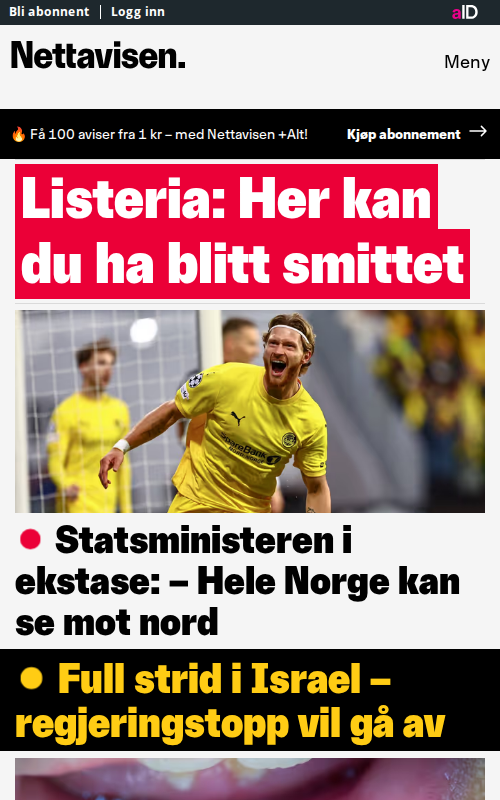 Bli abonnent | Logg inn
aID
Nettavisen.
Meny
🔥 Få 100 aviser fra 1 kr – med Nettavisen +Alt!
Kjøp abonnement →
Listeria: Her kan
du ha blitt smittet
SpareBank
Statsministeren i
ekstase: – Hele Norge kan
se mot nord
Full strid i Israel –
regjeringstopp vil gå av